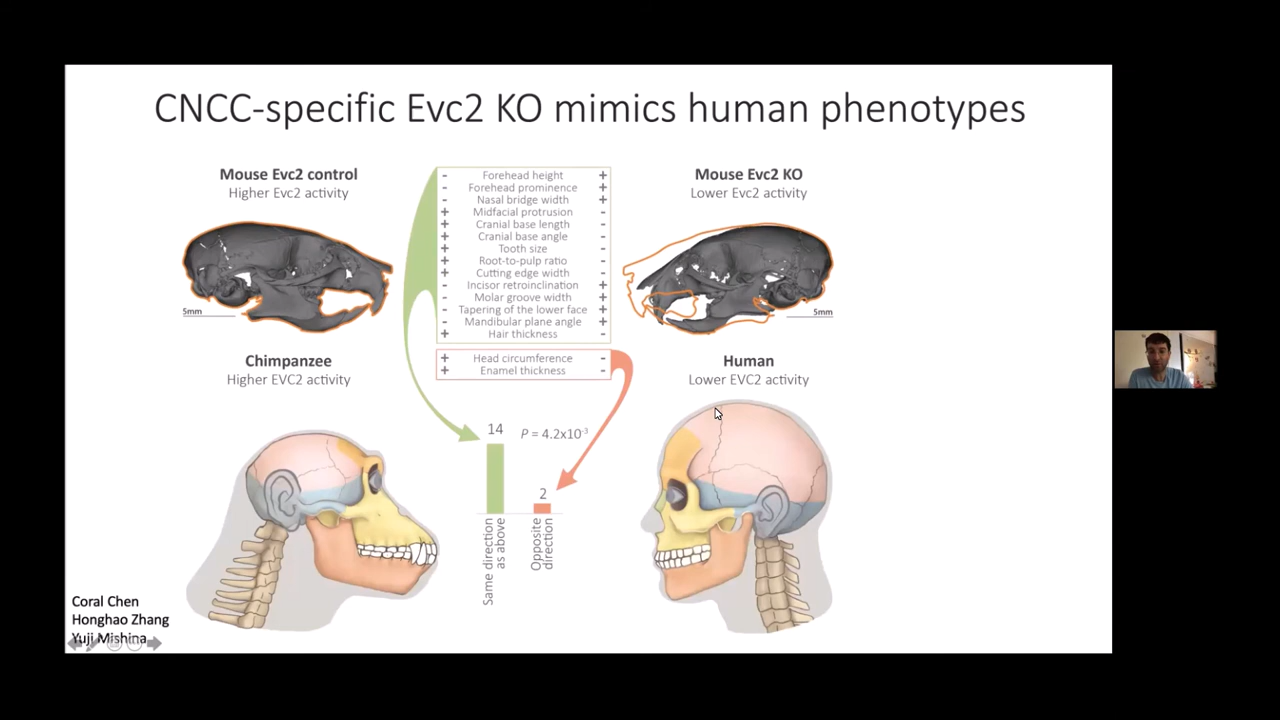 CNCC-specific Evc2 KO mimics human phenotypes
Mouse Evc2 control
Higher Evc2 activity
5mm
- Forehead height +
- Forehead prominence +
- Nasal bridge width +
+ Midfacial protrusion -
+ Cranial base length -
+ Cranial base angle -
+ Tooth size -
+ Root-to-pulp ratio -
+ Cutting edge width -
- Incisor retroinclination +
- Molar groove width +
- Tapering of the lower face +
- Mandibular plane angle +
+ Hair thickness -
+ Head circumference -
+ Enamel thickness -
Mouse Evc2 KO
Lower Evc2 activity
5mm
Chimpanzee
Higher EVC2 activity
Human
Lower EVC2 activity
14
P = 4.2x10⁻³
2
Same direction
as above
Opposite
direction
Coral Chen
Honghao Zhang
Yuji Mishina